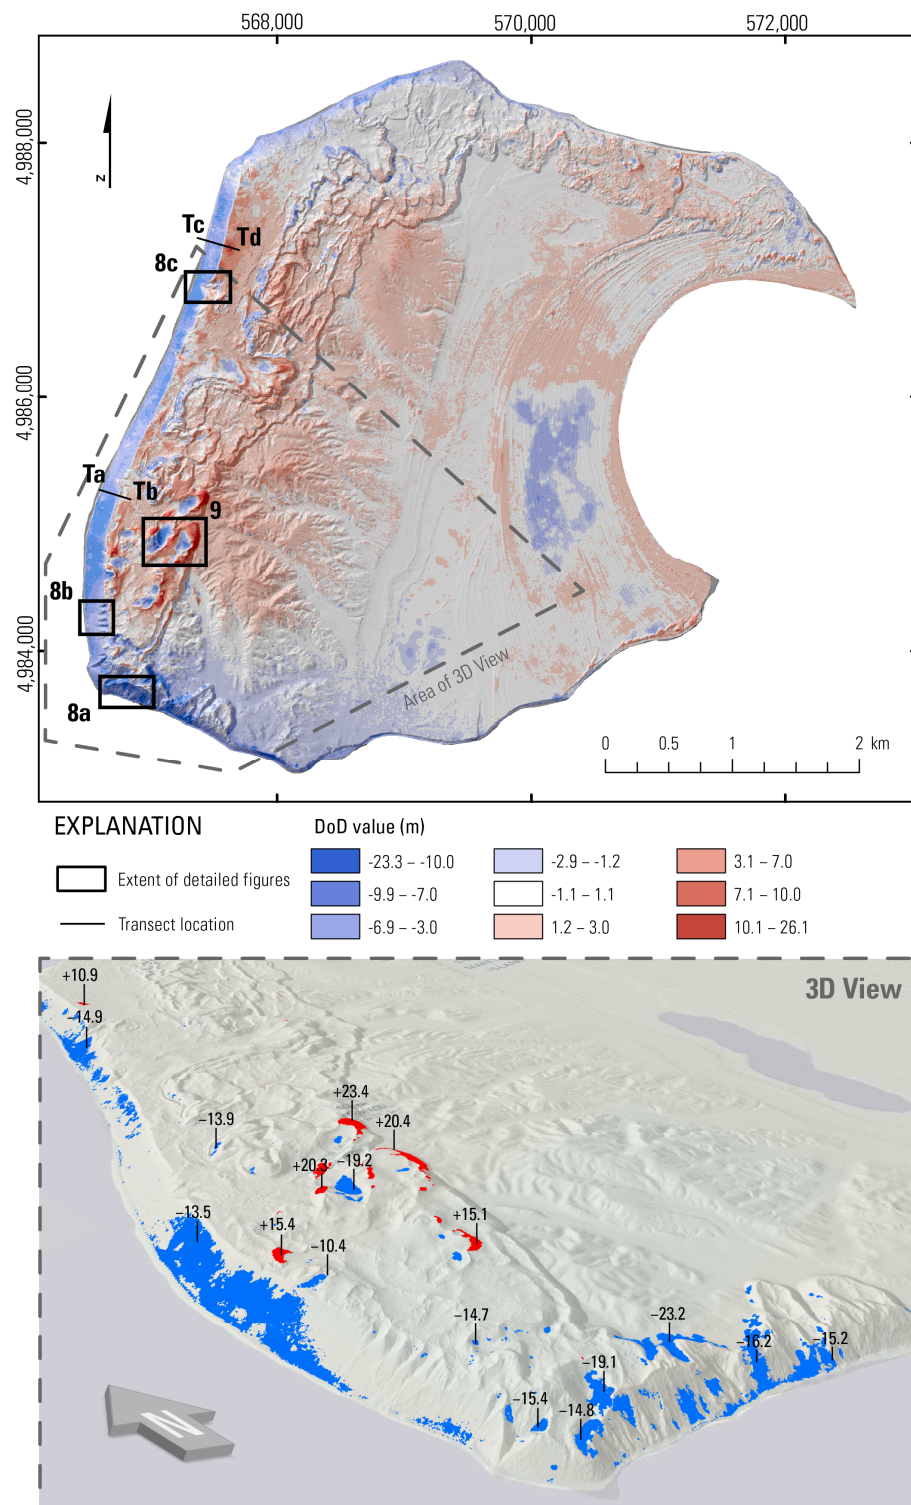 568,000 570,000 572,000
4,988,000
4,986,000
4,984,000
N
Tc Td
8c
Ta Tb
9
8b
8a
Area of 3D View
0 0.5 1 2 km
EXPLANATION
Extent of detailed figures
Transect location
DoD value (m)
-23.3 – -10.0
-9.9 – -7.0
-6.9 – -3.0
-2.9 – -1.2
-1.1 – 1.1
1.2 – 3.0
3.1 – 7.0
7.1 – 10.0
10.1 – 26.1
3D View
+10.9
−14.9
+23.4
−13.9
+20.4
+20.3
−19.2
−13.5
+15.4
+15.1
−10.4
−14.7
−23.2
−16.2
−15.2
−19.1
−15.4
−14.8
N